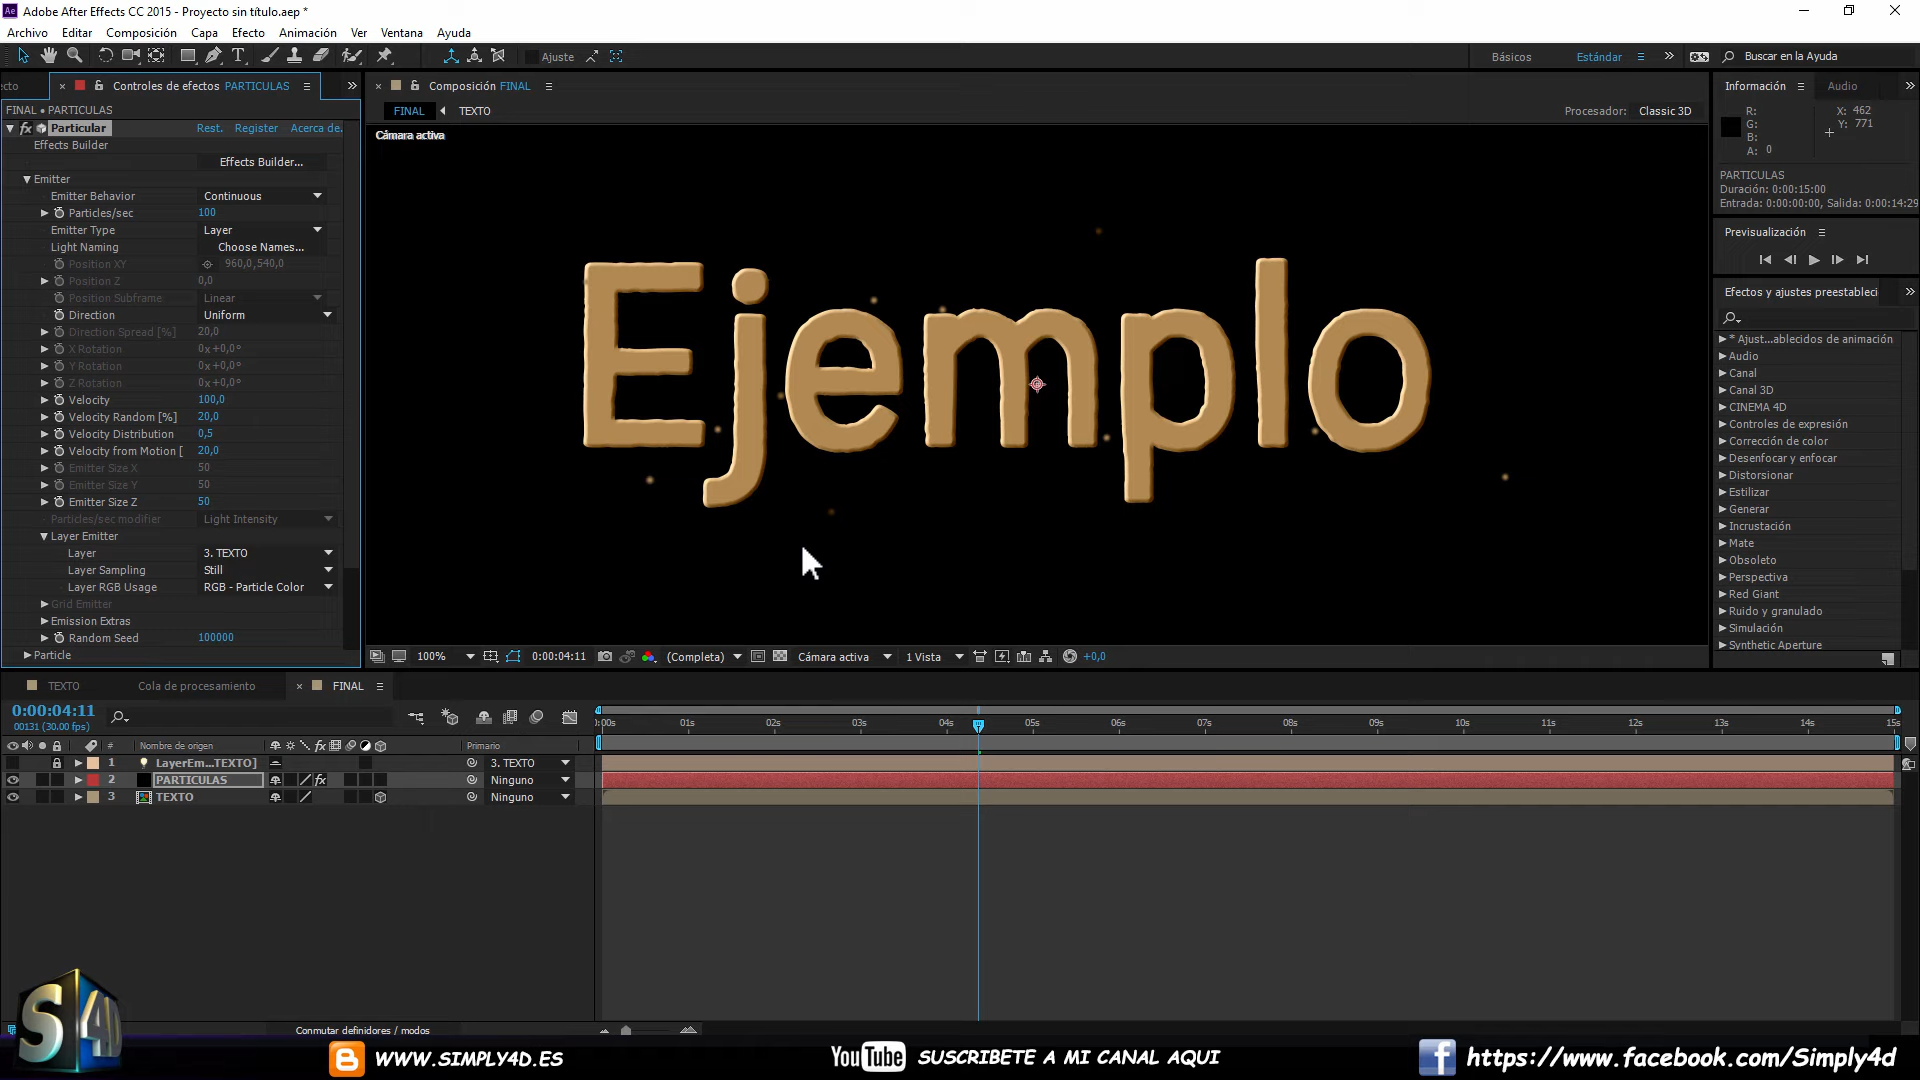 Adobe After Effects CC 2015 - Proyecto sin título.aep *
Archivo Editar Composición Capa Efecto Animación Ver Ventana Ayuda
Ajuste Básicos Estándar Buscar en la Ayuda
ecto Controles de efectos PARTICULAS
Composición FINAL
Información Audio
FINAL • PARTICULAS
FINAL TEXTO
Procesador: Classic 3D
Cámara activa
Particular Rest. Register Acerca de.
Effects Builder
Effects Builder...
Emitter
Emitter Behavior Continuous
Particles/sec 100
Emitter Type Layer
Light Naming Choose Names...
Position XY 960,0,540,0
Position Z 0,0
Position Subframe Linear
Direction Uniform
Direction Spread [%] 20,0
X Rotation 0x+0,0°
Y Rotation 0x+0,0°
Z Rotation 0x+0,0°
Velocity 100,0
Velocity Random [%] 20,0
Velocity Distribution 0,5
Velocity from Motion [ 20,0
Emitter Size X 50
Emitter Size Y 50
Emitter Size Z 50
Particles/sec modifier Light Intensity
Layer Emitter
Layer 3. TEXTO
Layer Sampling Still
Layer RGB Usage RGB - Particle Color
Grid Emitter
Emission Extras
Random Seed 100000
Particle
Ejemplo
100% 0:00:04:11 (Completa) Cámara activa 1 Vista +0,0
R: X: 462
G: Y: 771
B:
A: 0
PARTICULAS
Duración: 0:00:15:00
Entrada: 0:00:00:00, Salida: 0:00:14:29
Previsualización
Efectos y ajustes preestableci
* Ajust...ablecidos de animación
Audio
Canal
Canal 3D
CINEMA 4D
Controles de expresión
Corrección de color
Desenfocar y enfocar
Distorsionar
Estilizar
Generar
Incrustación
Mate
Obsoleto
Perspectiva
Red Giant
Ruido y granulado
Simulación
Synthetic Aperture
TEXTO Cola de procesamiento FINAL
0:00:04:11
00131 (30.00 fps)
):00s 01s 02s 03s 04s 05s 06s 07s 08s 09s 10s 11s 12s 13s 14s 15s
# Nombre de origen fx Primario
1 LayerEm...TEXTO] 3. TEXTO
2 PARTICULAS fx Ninguno
3 TEXTO Ninguno
Conmutar definidores / modos
S4D
WWW.SIMPLY4D.ES
YouTube SUSCRIBETE A MI CANAL AQUI
https://www.facebook.com/Simply4d